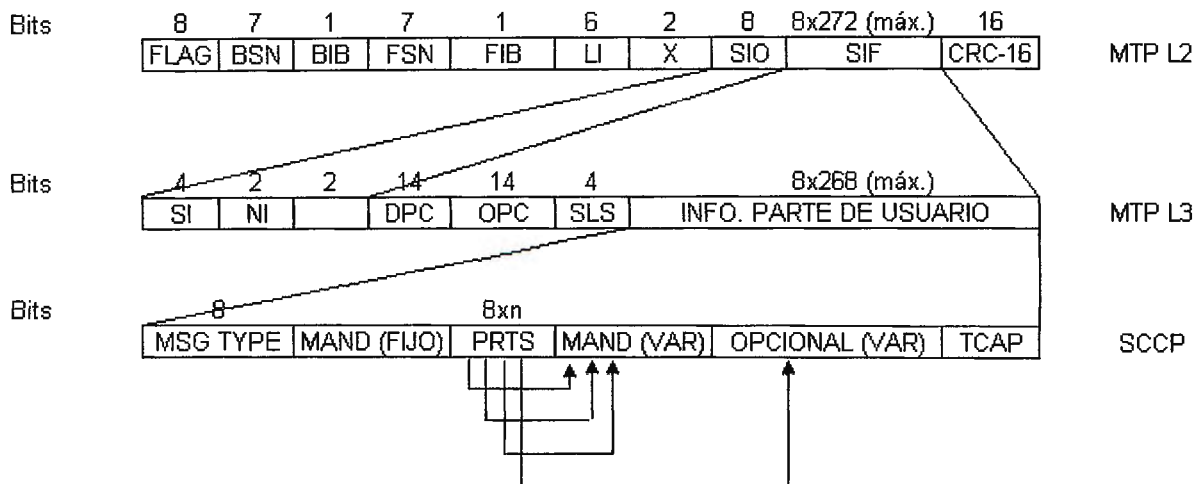 Bits 8 7 1 7 1 6 2 8 8x272 (máx.) 16
FLAG BSN BIB FSN FIB LI X SIO SIF CRC-16 MTP L2
Bits 4 2 2 14 14 4 8x268 (máx.)
SI NI DPC OPC SLS INFO. PARTE DE USUARIO MTP L3
Bits 8 8xn
MSG TYPE MAND (FIJO) PRTS MAND (VAR) OPCIONAL (VAR) TCAP SCCP